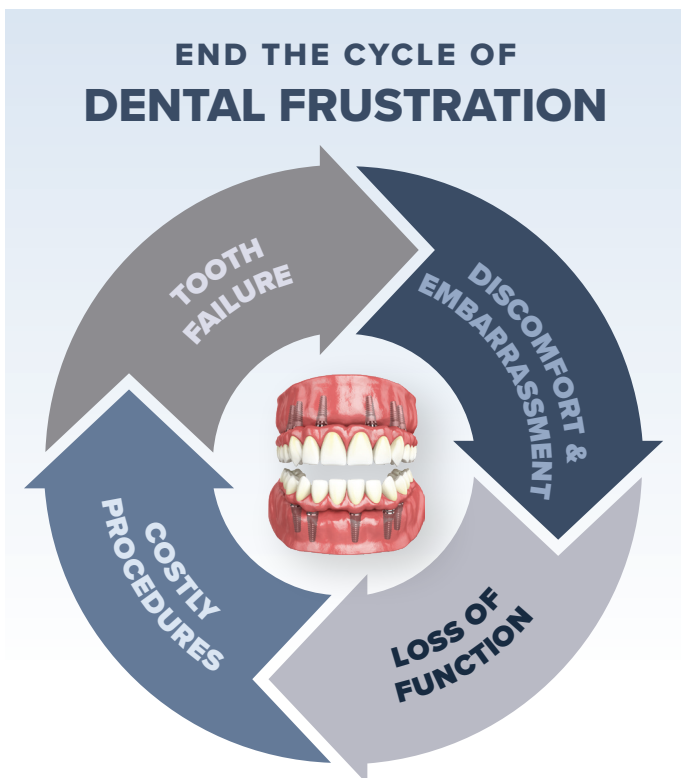 END THE CYCLE OF
DENTAL FRUSTRATION
TOOTH
FAILURE
DISCOMFORT &
EMBARRASSMENT
LOSS OF
FUNCTION
COSTLY
PROCEDURES